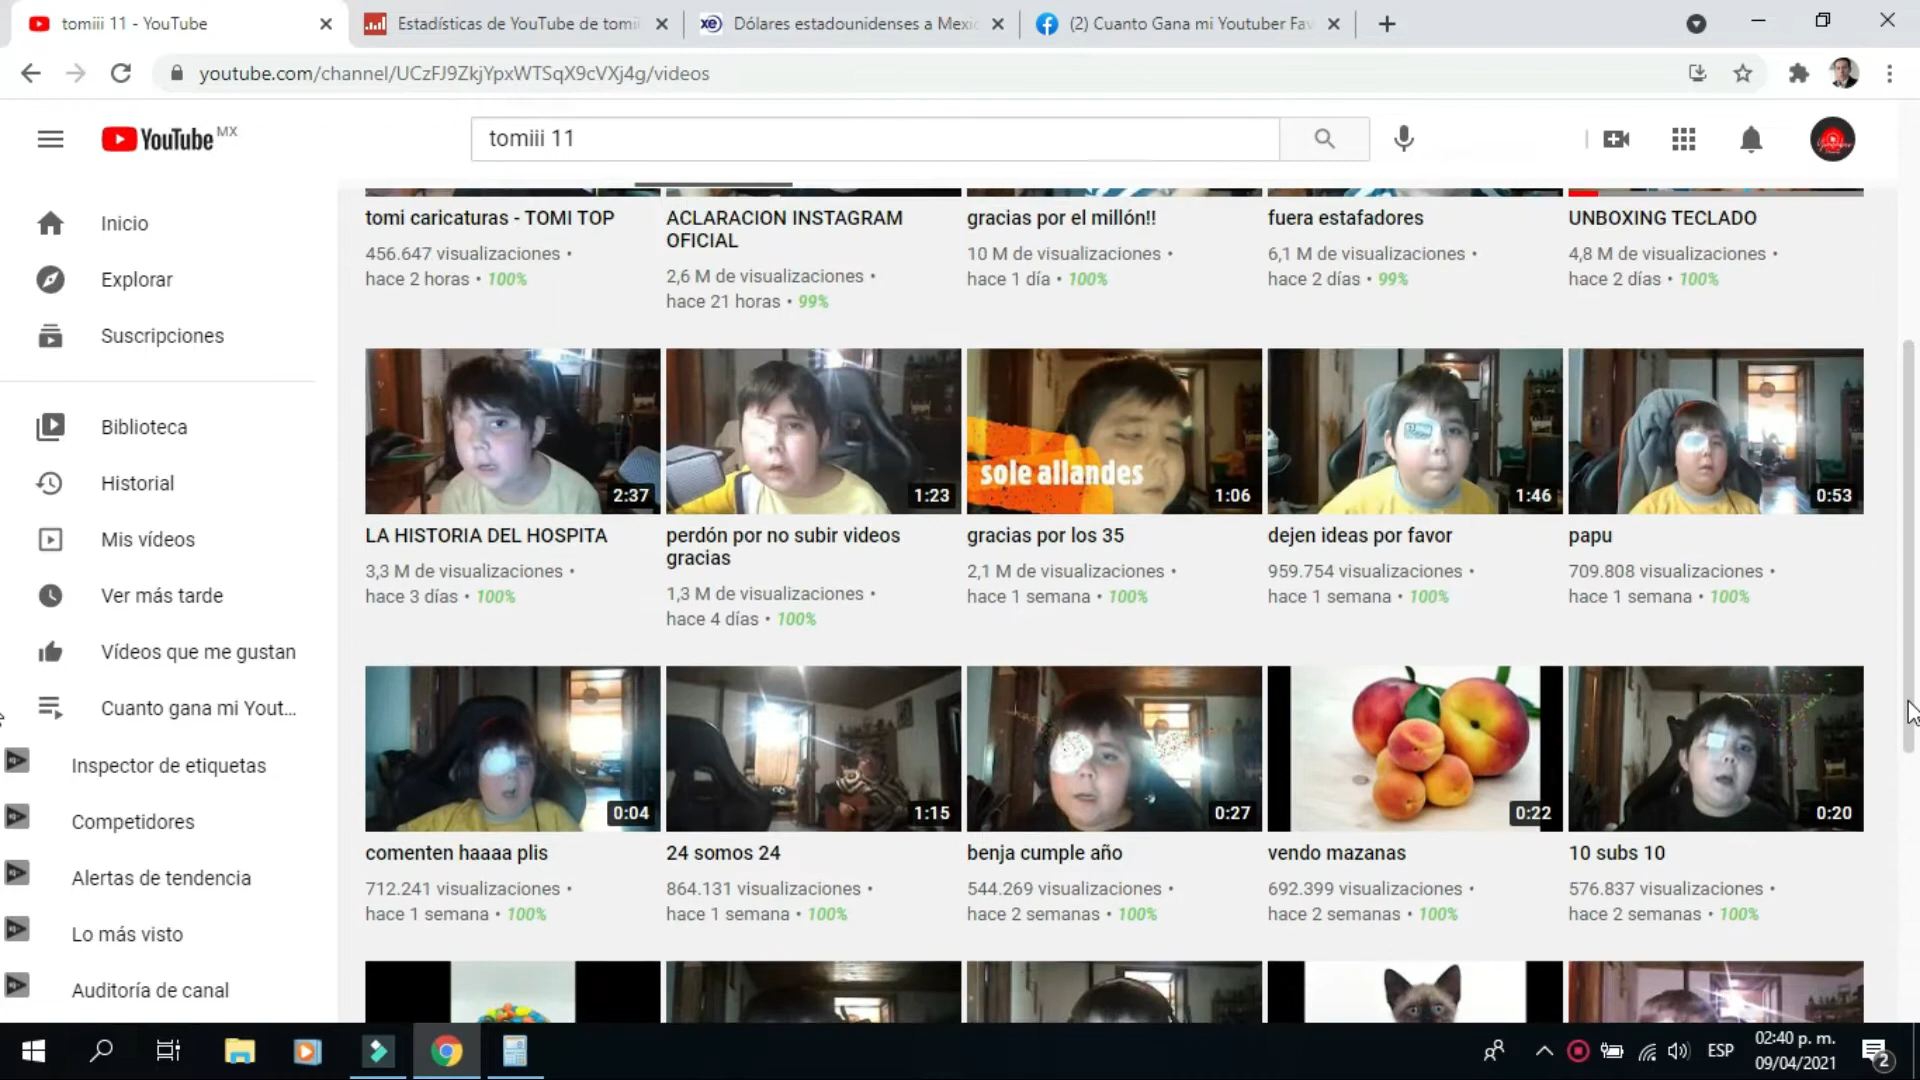 tomiii 11 - YouTube
Estadísticas de YouTube de tomii
Dólares estadounidenses a Mexic
(2) Cuanto Gana mi Youtuber Fav
youtube.com/channel/UCzFJ9ZkjYpxWTSqX9cVXj4g/videos
YouTube MX
tomiii 11
Inicio
Explorar
Suscripciones
Biblioteca
Historial
Mis vídeos
Ver más tarde
Vídeos que me gustan
Cuanto gana mi Yout...
Inspector de etiquetas
Competidores
Alertas de tendencia
Lo más visto
Auditoría de canal
tomi caricaturas - TOMI TOP
456.647 visualizaciones •
hace 2 horas • 100%
ACLARACION INSTAGRAM
OFICIAL
2,6 M de visualizaciones •
hace 21 horas • 99%
gracias por el millón!!
10 M de visualizaciones •
hace 1 día • 100%
fuera estafadores
6,1 M de visualizaciones •
hace 2 días • 99%
UNBOXING TECLADO
4,8 M de visualizaciones •
hace 2 días • 100%
2:37
LA HISTORIA DEL HOSPITA
3,3 M de visualizaciones •
hace 3 días • 100%
1:23
perdón por no subir videos
gracias
1,3 M de visualizaciones •
hace 4 días • 100%
sole allandes
1:06
gracias por los 35
2,1 M de visualizaciones •
hace 1 semana • 100%
1:46
dejen ideas por favor
959.754 visualizaciones •
hace 1 semana • 100%
0:53
papu
709.808 visualizaciones •
hace 1 semana • 100%
0:04
comenten haaaa plis
712.241 visualizaciones •
hace 1 semana • 100%
1:15
24 somos 24
864.131 visualizaciones •
hace 1 semana • 100%
0:27
benja cumple año
544.269 visualizaciones •
hace 2 semanas • 100%
0:22
vendo mazanas
692.399 visualizaciones •
hace 2 semanas • 100%
0:20
10 subs 10
576.837 visualizaciones •
hace 2 semanas • 100%
ESP
02:40 p. m.
09/04/2021
2